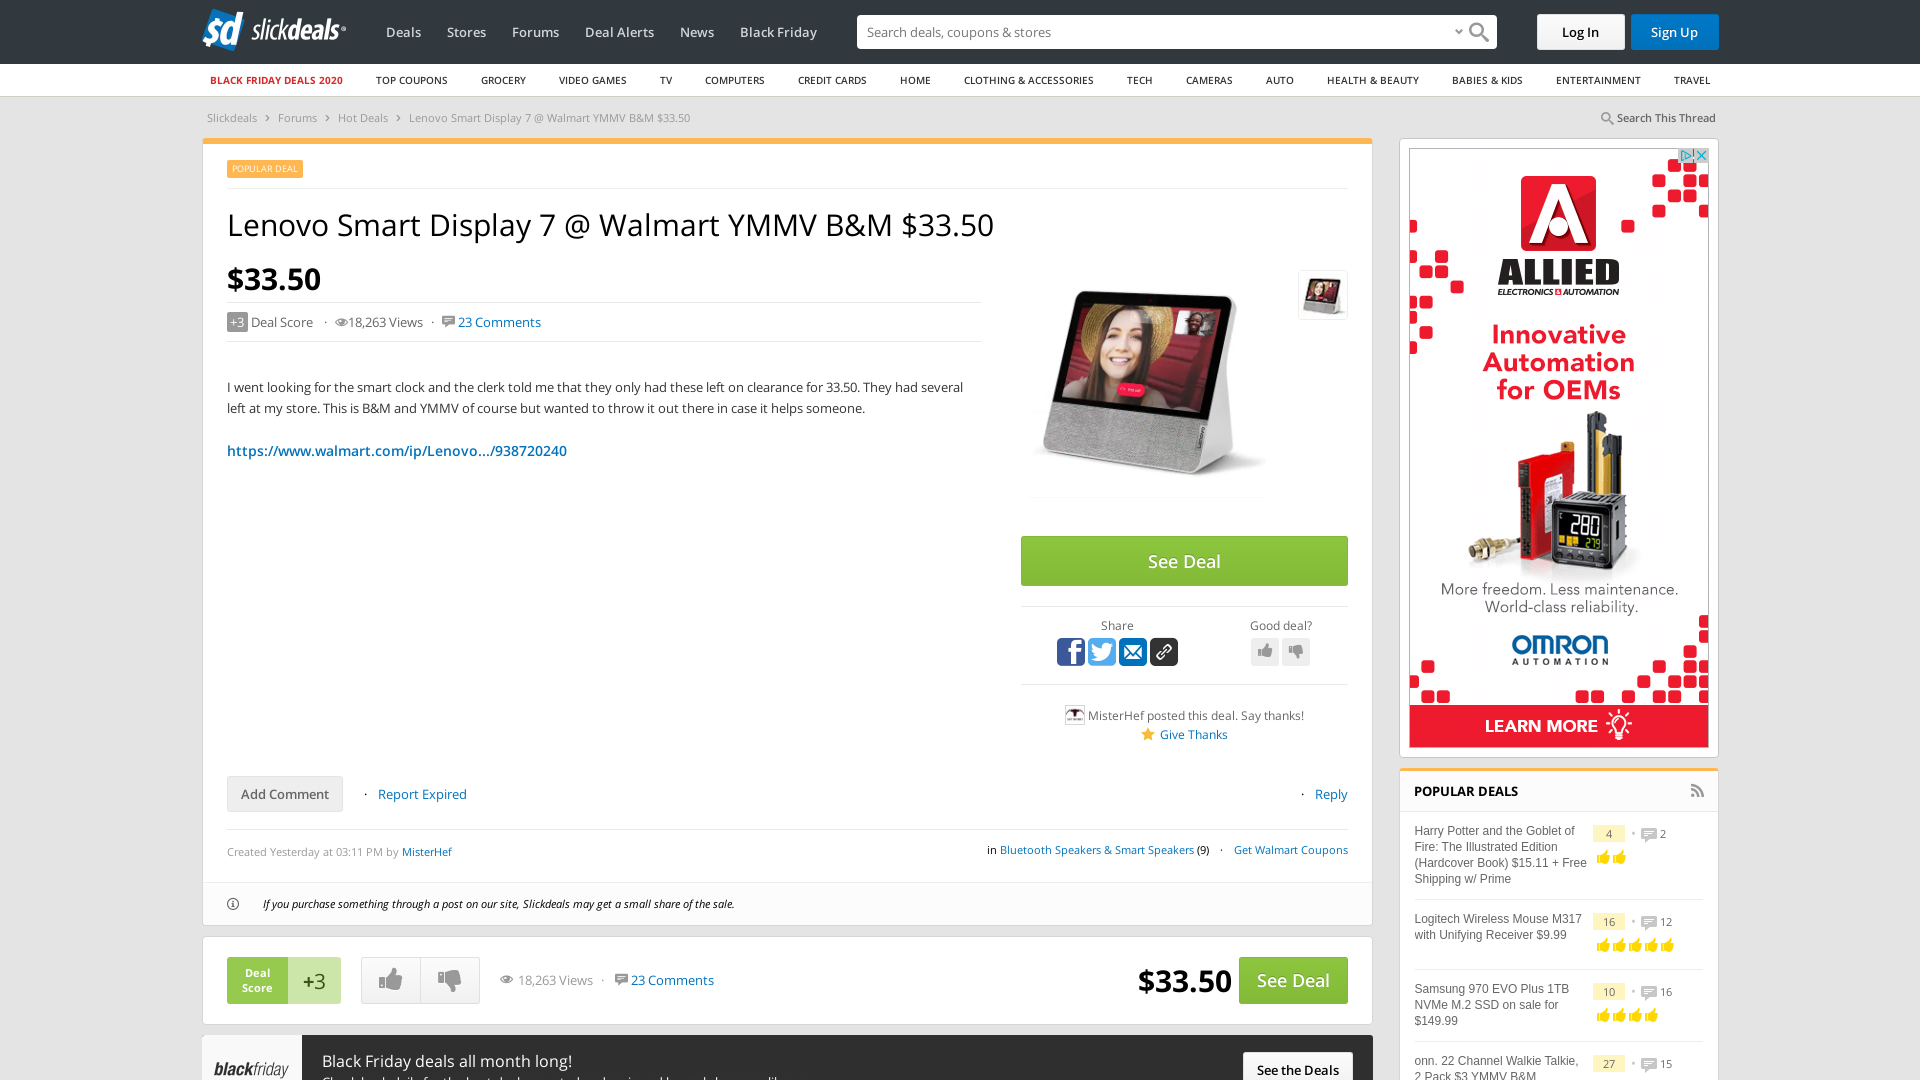 slickdeals
Deals
Stores
Forums
Deal Alerts
News
Black Friday
Search deals, coupons & stores
Log In
Sign Up
BLACK FRIDAY DEALS 2020
TOP COUPONS
GROCERY
VIDEO GAMES
TV
COMPUTERS
CREDIT CARDS
HOME
CLOTHING & ACCESSORIES
TECH
CAMERAS
AUTO
HEALTH & BEAUTY
BABIES & KIDS
ENTERTAINMENT
TRAVEL
Slickdeals › Forums › Hot Deals › Lenovo Smart Display 7 @ Walmart YMMV B&M $33.50
Search This Thread
POPULAR DEAL
Lenovo Smart Display 7 @ Walmart YMMV B&M $33.50
$33.50
+3 Deal Score · 18,263 Views · 23 Comments
I went looking for the smart clock and the clerk told me that they only had these left on clearance for 33.50. They had several
left at my store. This is B&M and YMMV of course but wanted to throw it out there in case it helps someone.
https://www.walmart.com/ip/Lenovo.../938720240
Lenovo
See Deal
Share
Good deal?
MisterHef posted this deal. Say thanks!
Give Thanks
Add Comment · Report Expired
· Reply
Created Yesterday at 03:11 PM by MisterHef
in Bluetooth Speakers & Smart Speakers (9) · Get Walmart Coupons
If you purchase something through a post on our site, Slickdeals may get a small share of the sale.
Deal
Score
+3
18,263 Views · 23 Comments
$33.50
See Deal
blackfriday
Black Friday deals all month long!
See the Deals
ALLIED
ELECTRONICS & AUTOMATION
Innovative
Automation
for OEMs
280
279
More freedom. Less maintenance.
World-class reliability.
OMRON
AUTOMATION
LEARN MORE
POPULAR DEALS
Harry Potter and the Goblet of
Fire: The Illustrated Edition
(Hardcover Book) $15.11 + Free
Shipping w/ Prime
4 • 2
Logitech Wireless Mouse M317
with Unifying Receiver $9.99
16 • 12
Samsung 970 EVO Plus 1TB
NVMe M.2 SSD on sale for
$149.99
10 • 16
onn. 22 Channel Walkie Talkie,
2 Pack $3 YMMV B&M
27 • 15